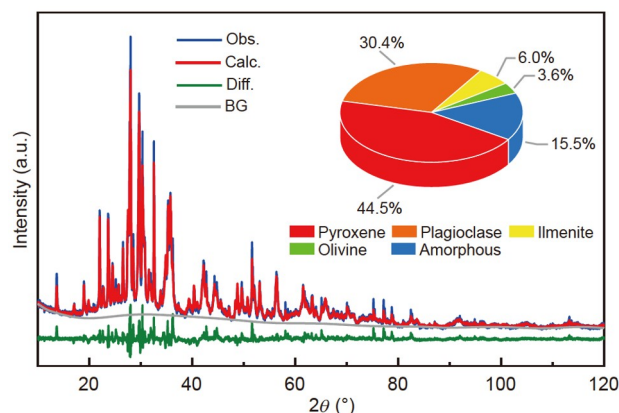 Obs.
Calc.
Diff.
BG
30.4%
6.0%
3.6%
15.5%
44.5%
Pyroxene Plagioclase Ilmenite
Olivine Amorphous
Intensity (a.u.)
20 40 60 80 100 120
2θ (°)